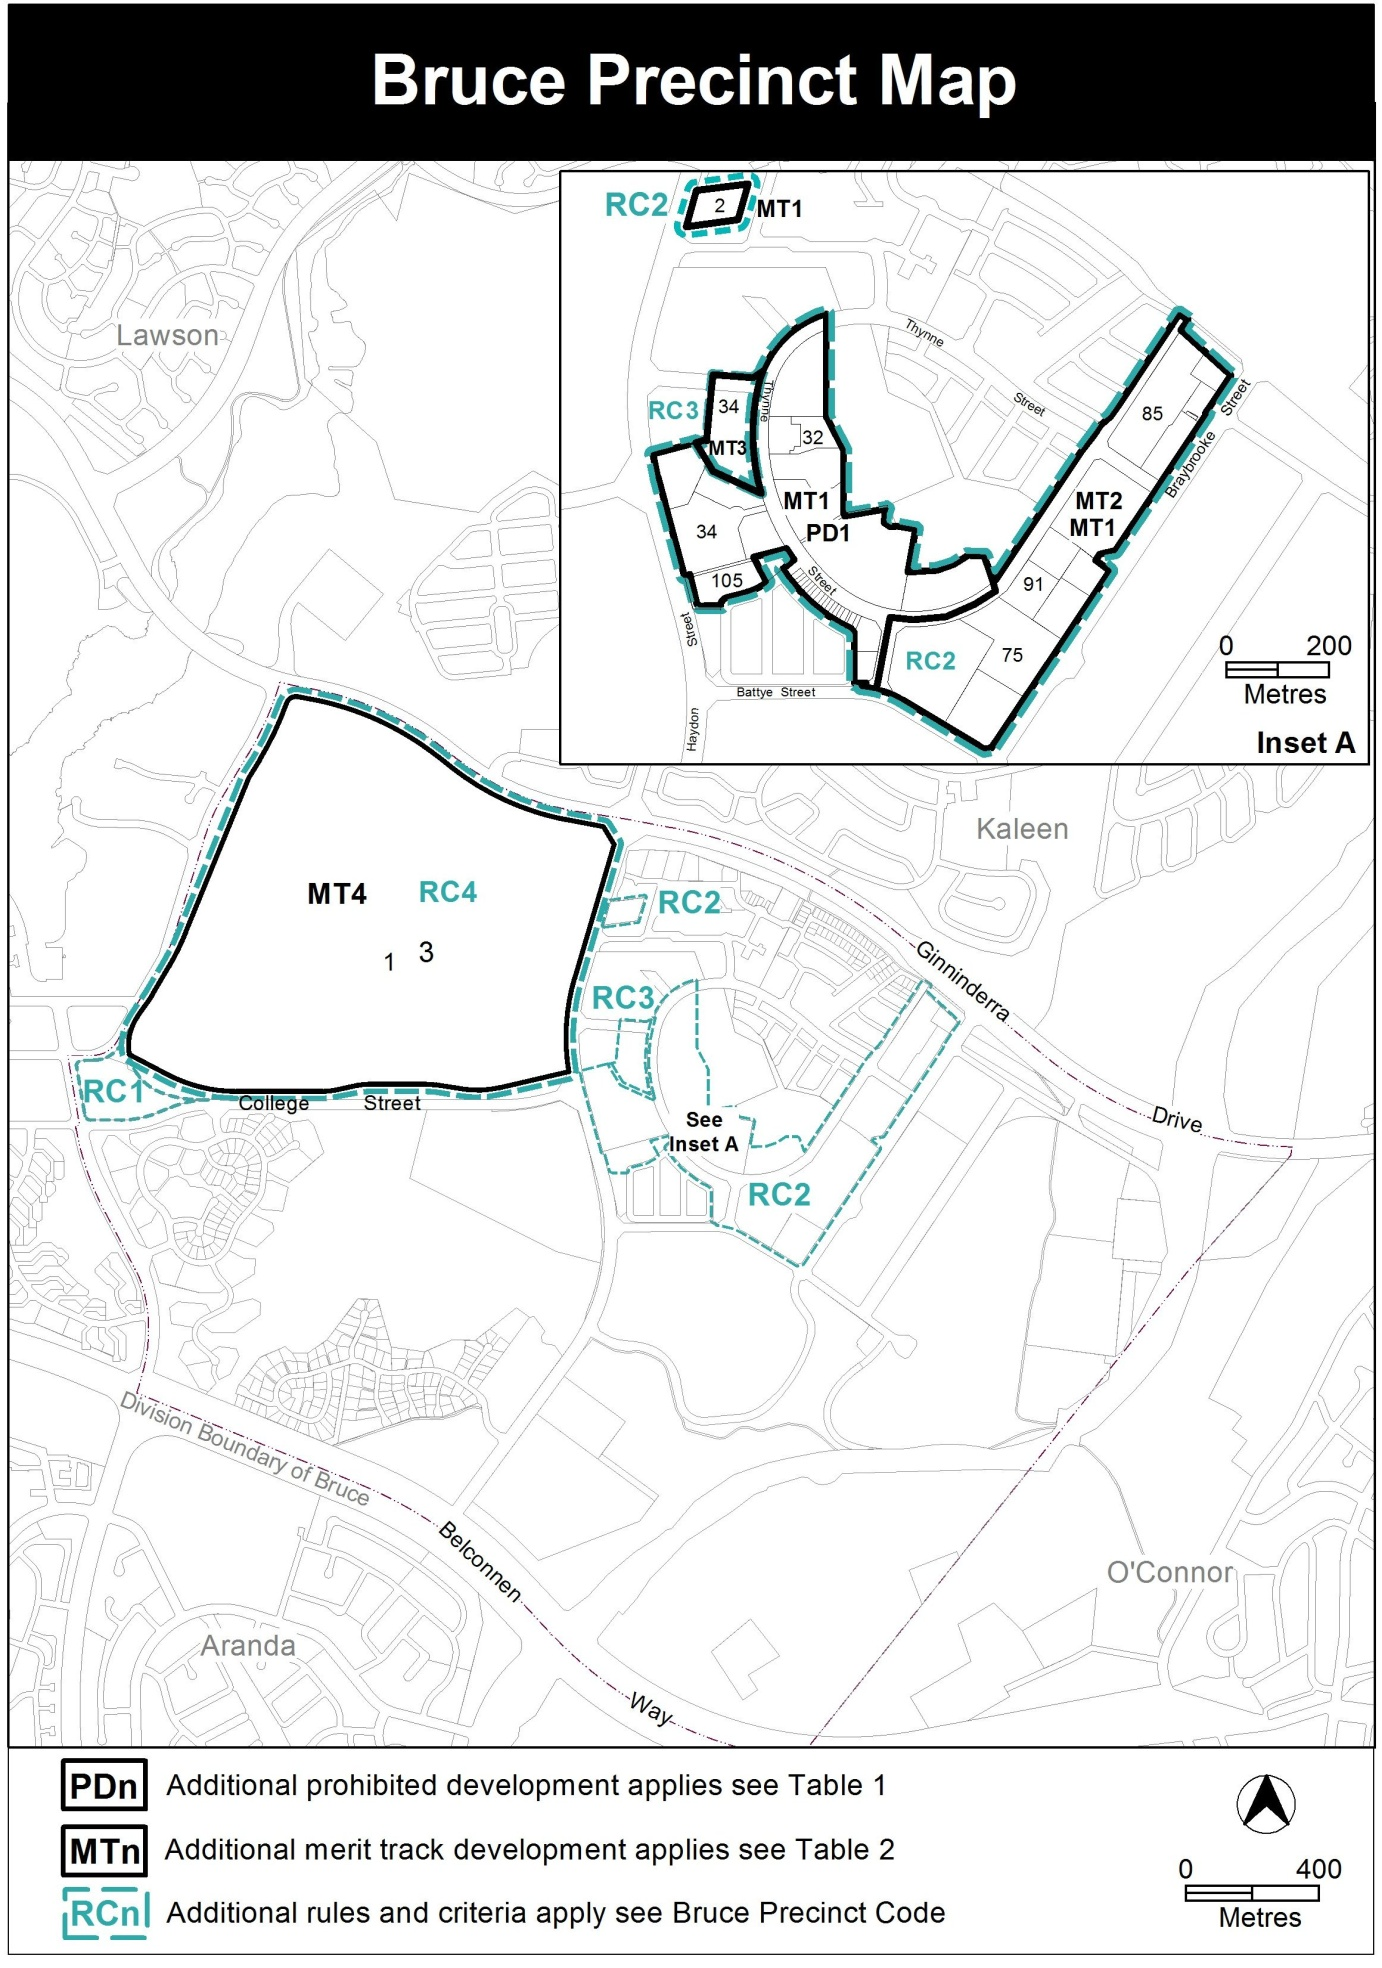 Bruce Precinct Map
RC2
2
MT1
Lawson
Thynne
Street
RC3
34
Thynne
MT3
32
85
Street
Braybrooke
MT1
PD1
MT2
MT1
34
105
Street
91
Street
RC2
75
Battye Street
Haydon
0 200
Metres
Inset A
Kaleen
MT4 RC4
1 3
RC2
RC3
Ginninderra
RC1
College Street
See
Inset A
Drive
RC2
Division Boundary of Bruce
Belconnen
O'Connor
Aranda
Way
PDn Additional prohibited development applies see Table 1
MTn Additional merit track development applies see Table 2
RCn Additional rules and criteria apply see Bruce Precinct Code
0 400
Metres